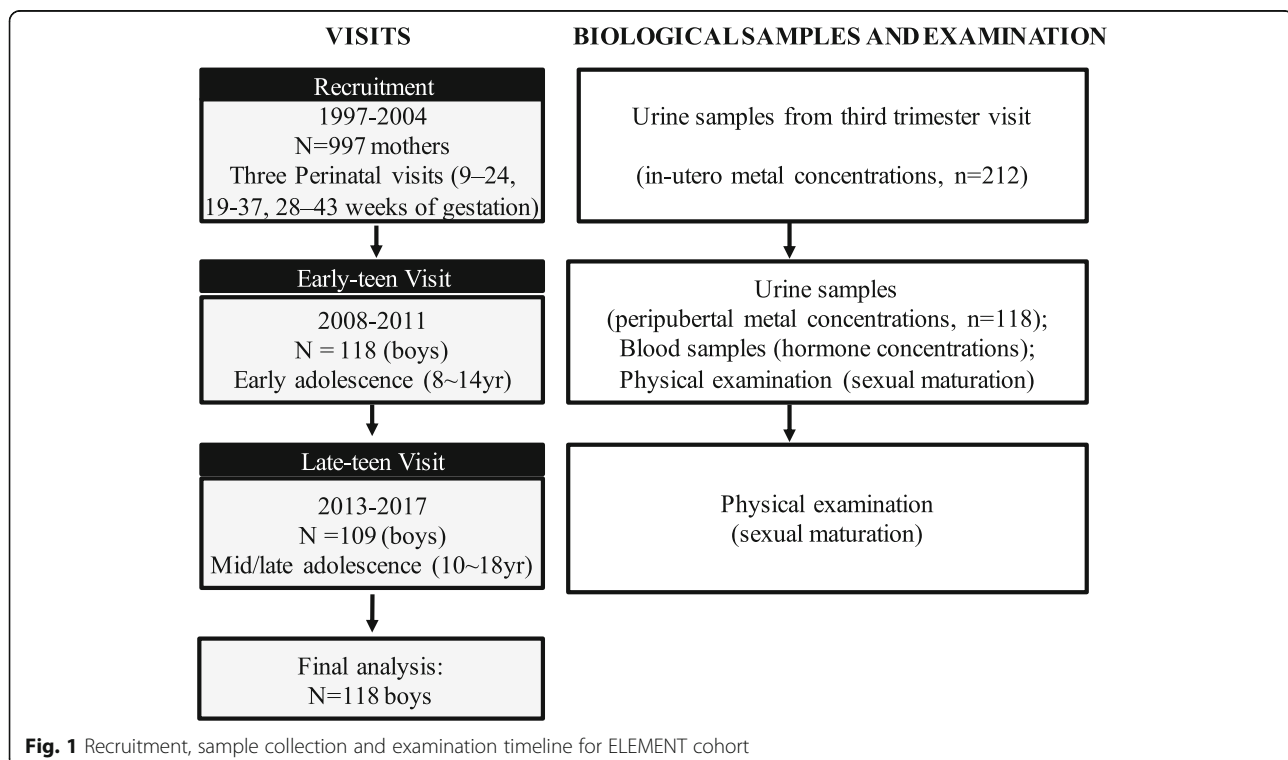 VISITS
BIOLOGICAL SAMPLES AND EXAMINATION
Recruitment
1997-2004
N=997 mothers
Three Perinatal visits (9–24,
19-37, 28–43 weeks of gestation)
Urine samples from third trimester visit
(in-utero metal concentrations, n=212)
Early-teen Visit
2008-2011
N = 118 (boys)
Early adolescence (8~14yr)
Urine samples
(peripubertal metal concentrations, n=118);
Blood samples (hormone concentrations);
Physical examination (sexual maturation)
Late-teen Visit
2013-2017
N =109 (boys)
Mid/late adolescence (10~18yr)
Physical examination
(sexual maturation)
Final analysis:
N=118 boys
Fig. 1 Recruitment, sample collection and examination timeline for ELEMENT cohort